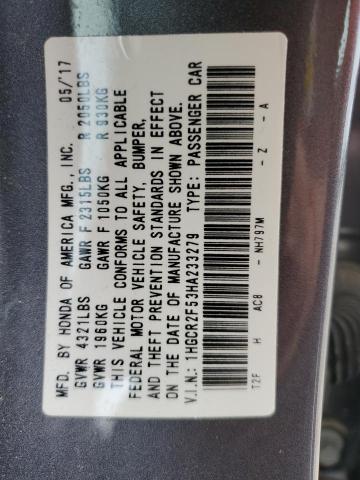 MFD. BY HONDA OF AMERICA MFG., INC. 05/'17
GVWR 4321LBS GAWR F 2315LBS R 2050LBS
GVWR 1960KG GAWR F 1050KG R 930KG
THIS VEHICLE CONFORMS TO ALL APPLICABLE
FEDERAL MOTOR VEHICLE SAFETY, BUMPER,
AND THEFT PREVENTION STANDARDS IN EFFECT
ON THE DATE OF MANUFACTURE SHOWN ABOVE.
V.I.N.: 1HGCR2F53HA233279 TYPE: PASSENGER CAR
T2F H AC8 - NH797M - Z - A